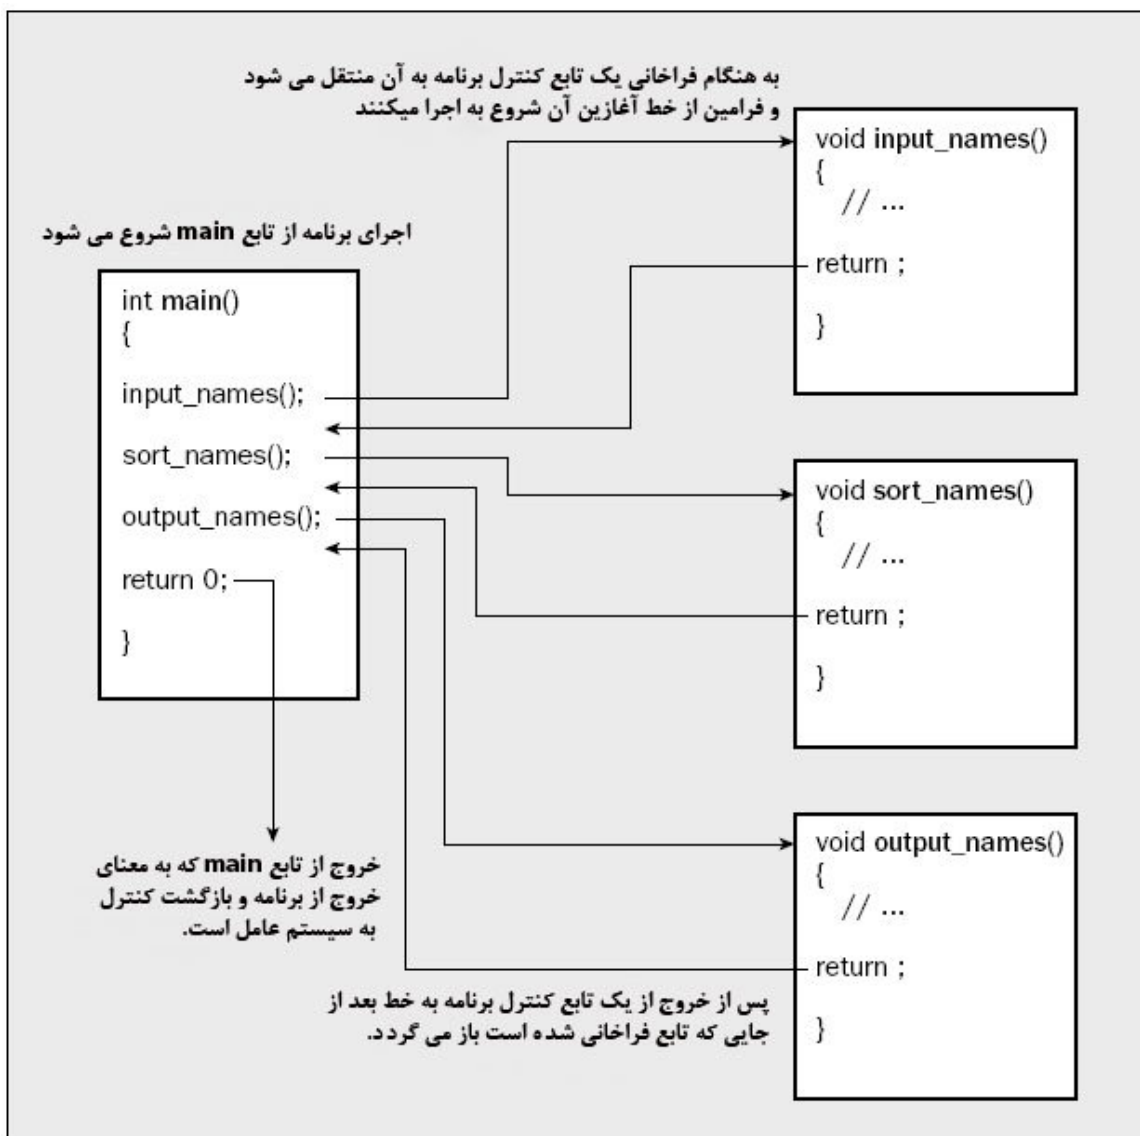 به هنگام فراخانی یک تابع کنترل برنامه به آن منتقل می شود
و فرامین از خط آغازین آن شروع به اجرا میکنند
void input_names()
{
// ...
return ;
}
اجرای برنامه از تابع main شروع می شود
int main()
{
input_names();
sort_names();
output_names();
return 0;
}
void sort_names()
{
// ...
return ;
}
خروج از تابع main که به معنای
خروج از برنامه و بازگشت کنترل
به سیستم عامل است.
void output_names()
{
// ...
return ;
}
پس از خروج از یک تابع کنترل برنامه به خط بعد از
جایی که تابع فراخانی شده است باز می گردد.